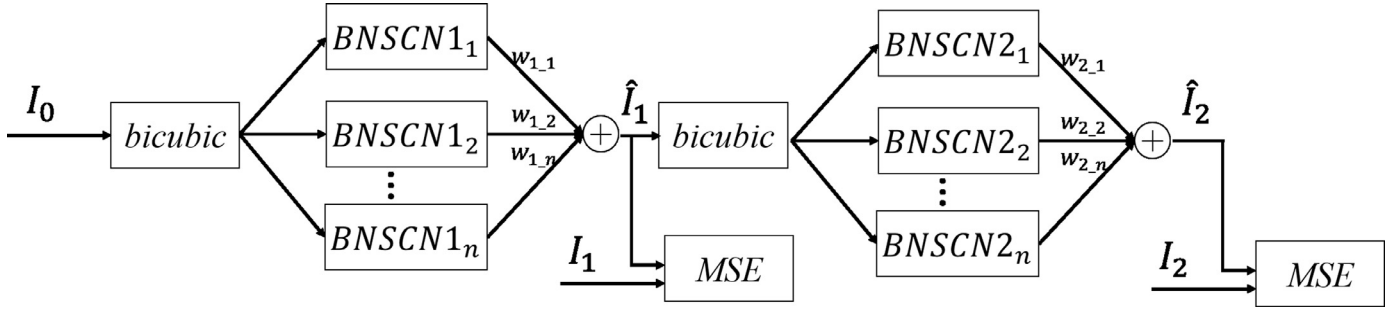 I₀
bicubic
BNSCN1₁
BNSCN1₂
⋮
BNSCN1ₙ
w₁_₁
w₁_₂
w₁_ₙ
+
Î₁
I₁
MSE
bicubic
BNSCN2₁
BNSCN2₂
⋮
BNSCN2ₙ
w₂_₁
w₂_₂
w₂_ₙ
+
Î₂
I₂
MSE